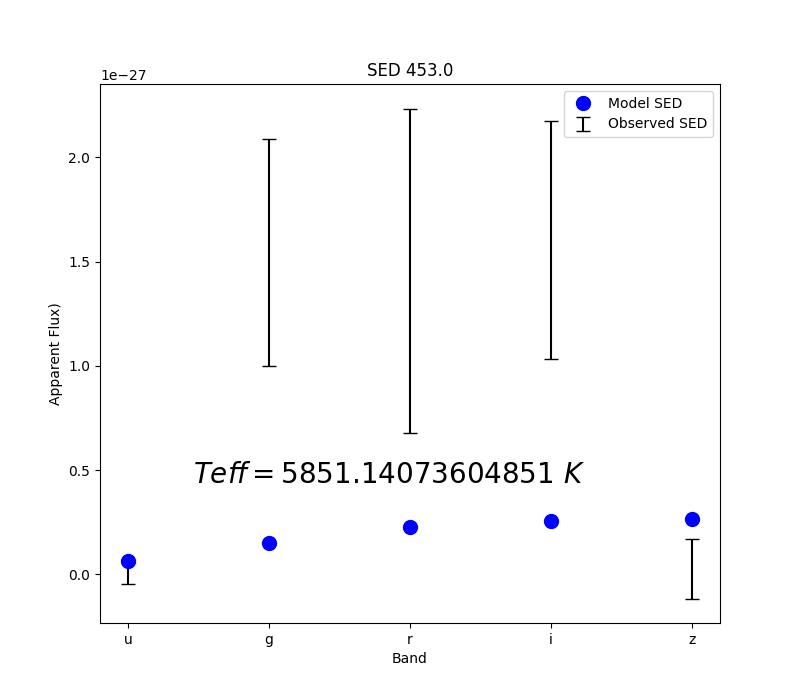 SED 453.0
1e−27
Model SED
Observed SED
2.0
1.5
1.0
0.5
0.0
Apparent Flux)
Teff = 5851.14073604851 K
u g r i z
Band